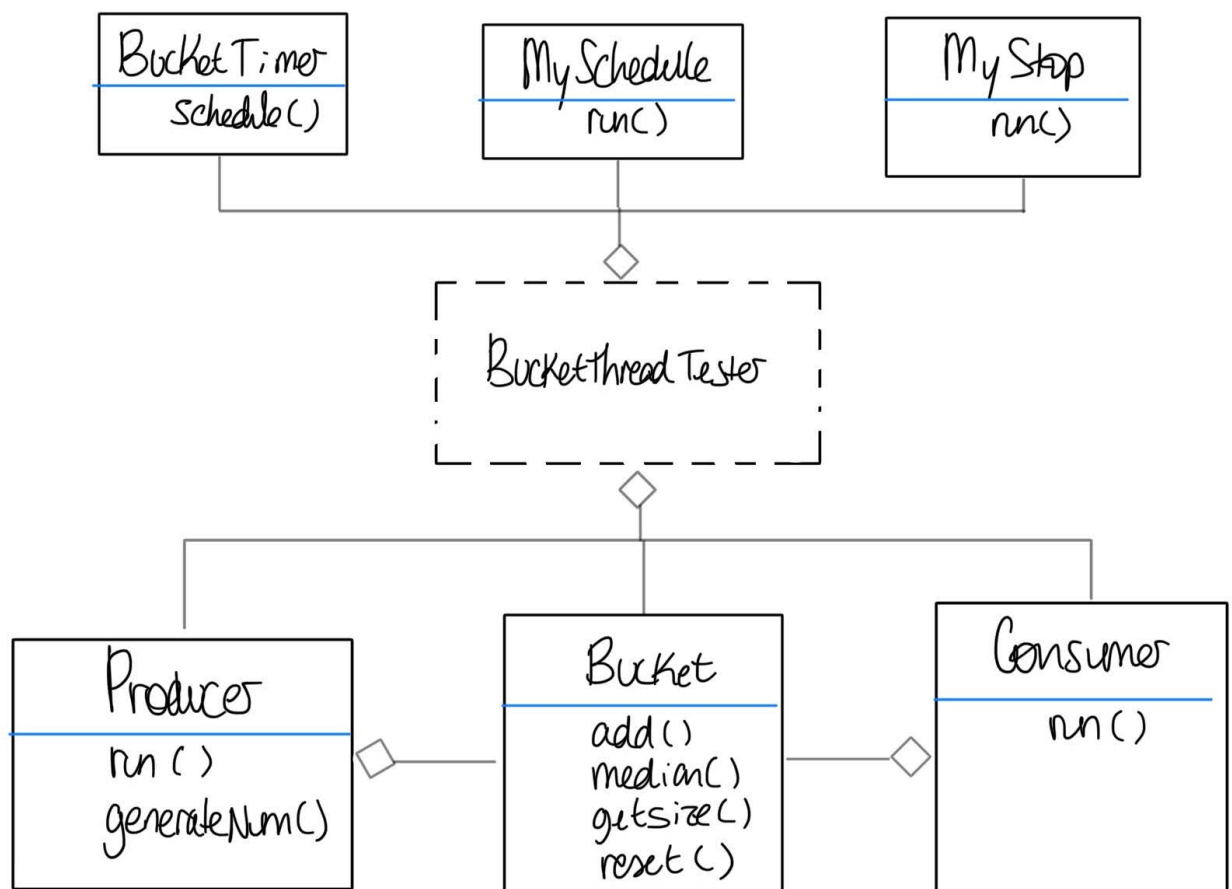 BucketTimer
schedule()
MySchedule
run()
MyStop
run()
BucketThreadTester
Producer
run()
generateNum()
Bucket
add()
median()
getsize()
reset()
Consumer
run()